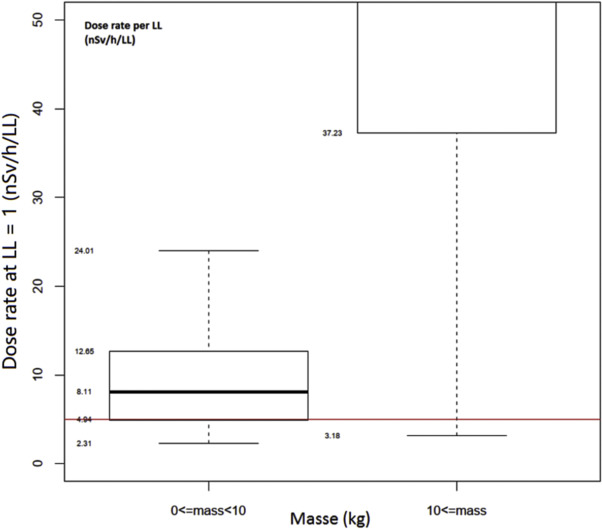 Dose rate per LL
(nSv/h/LL)
Dose rate at LL = 1 (nSv/h/LL)
50
40
30
20
10
0
37.23
24.01
12.65
8.11
4.94
2.31
3.18
0<=mass<10
10<=mass
Masse (kg)